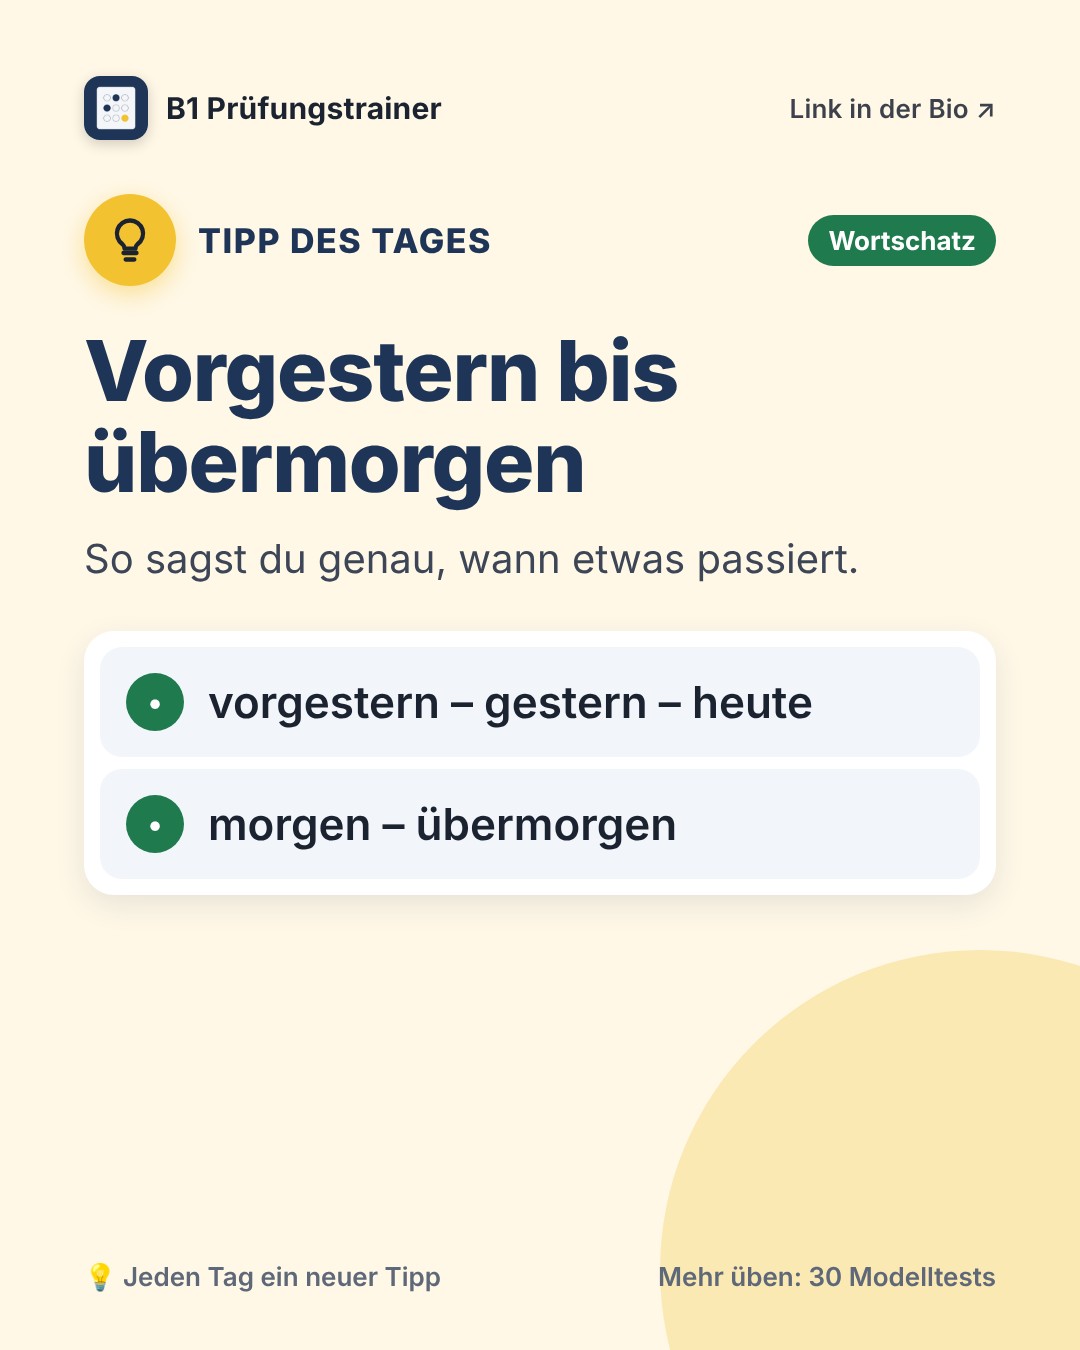 B1 Prüfungstrainer
Link in der Bio ↗
TIPP DES TAGES
Wortschatz
Vorgestern bis
übermorgen
So sagst du genau, wann etwas passiert.
vorgestern – gestern – heute
morgen – übermorgen
💡 Jeden Tag ein neuer Tipp
Mehr üben: 30 Modelltests